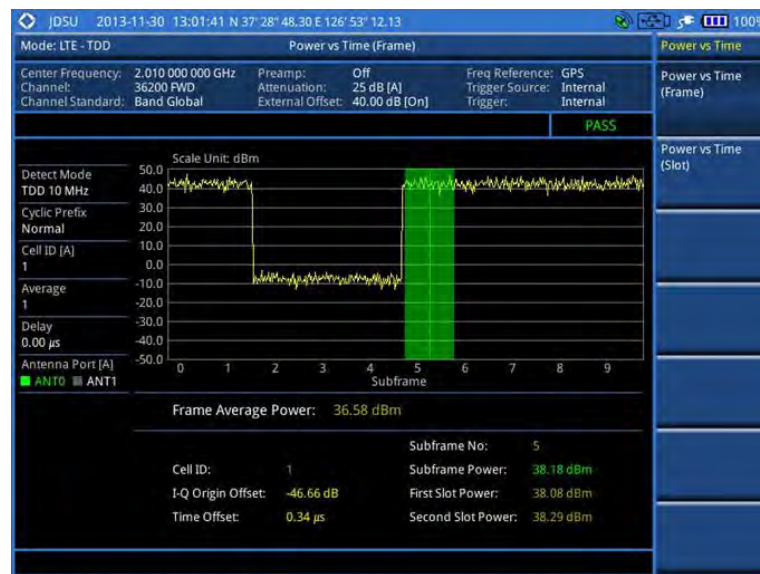 JDSU 2013-11-30 13:01:41 N 37° 28" 48.30 E 126° 53" 12.13 100%
Mode: LTE - TDD Power vs Time (Frame) Power vs Time
Center Frequency: 2.010 000 000 GHz Preamp: Off Freq Reference: GPS
Channel: 36200 FWD Attenuation: 25 dB [A] Trigger Source: Internal
Channel Standard: Band Global External Offset: 40.00 dB [On] Trigger: Internal
Power vs Time
(Frame)
PASS
Power vs Time
(Slot)
Scale Unit: dBm
Detect Mode
TDD 10 MHz
Cyclic Prefix
Normal
Cell ID [A]
1
Average
1
Delay
0.00 µs
Antenna Port [A]
ANT0 ANT1
50.0
40.0
30.0
20.0
10.0
0.0
-10.0
-20.0
-30.0
-40.0
-50.0
0 1 2 3 4 5 6 7 8 9
Subframe
Frame Average Power: 36.58 dBm
Subframe No: 5
Cell ID: 1 Subframe Power: 38.18 dBm
I-Q Origin Offset: -46.66 dB First Slot Power: 38.08 dBm
Time Offset: 0.34 µs Second Slot Power: 38.29 dBm